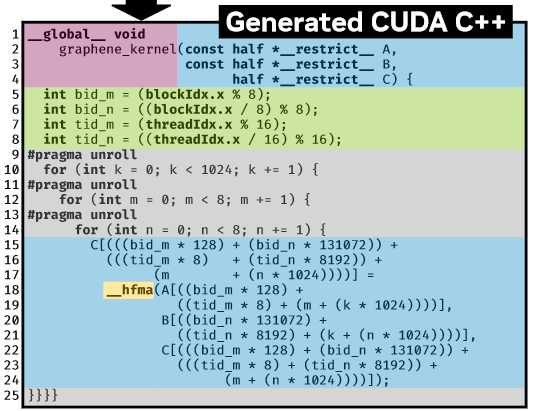 Generated CUDA C++
1 __global__ void
2 graphene_kernel(const half *__restrict__ A,
3 const half *__restrict__ B,
4 half *__restrict__ C) {
5 int bid_m = (blockIdx.x % 8);
6 int bid_n = ((blockIdx.x / 8) % 8);
7 int tid_m = (threadIdx.x % 16);
8 int tid_n = ((threadIdx.x / 16) % 16);
9 #pragma unroll
10 for (int k = 0; k < 1024; k += 1) {
11 #pragma unroll
12 for (int m = 0; m < 8; m += 1) {
13 #pragma unroll
14 for (int n = 0; n < 8; n += 1) {
15 C[(((bid_m * 128) + (bid_n * 131072)) +
16 (((tid_m * 8) + (tid_n * 8192)) +
17 (m + (n * 1024))))] =
18 __hfma(A[((bid_m * 128) +
19 ((tid_m * 8) + (m + (k * 1024))))],
20 B[((bid_n * 131072) +
21 ((tid_n * 8192) + (k + (n * 1024))))],
22 C[(((bid_m * 128) + (bid_n * 131072)) +
23 (((tid_m * 8) + (tid_n * 8192)) +
24 (m + (n * 1024))))]);
25 }}}}